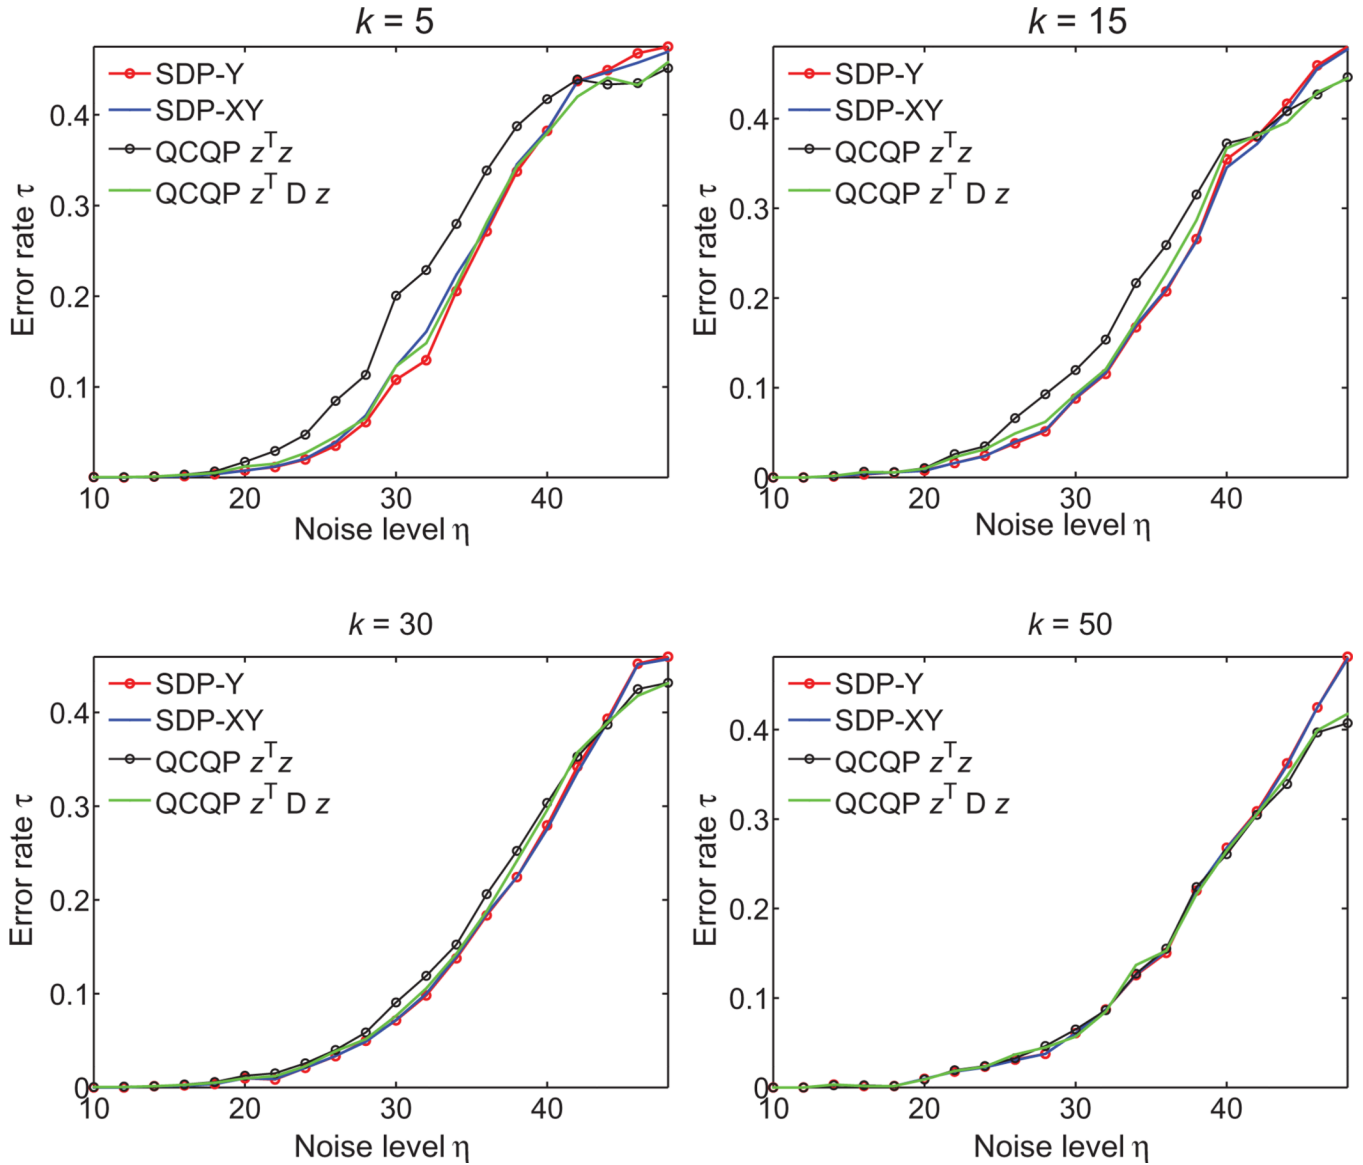 k = 5
SDP-Y
SDP-XY
QCQP z^T z
QCQP z^T D z
0.4
0.3
0.2
0.1
0
10 20 30 40
Error rate τ
Noise level η
k = 15
SDP-Y
SDP-XY
QCQP z^T z
QCQP z^T D z
0.4
0.3
0.2
0.1
0
10 20 30 40
Error rate τ
Noise level η
k = 30
SDP-Y
SDP-XY
QCQP z^T z
QCQP z^T D z
0.4
0.3
0.2
0.1
0
10 20 30 40
Error rate τ
Noise level η
k = 50
SDP-Y
SDP-XY
QCQP z^T z
QCQP z^T D z
0.4
0.3
0.2
0.1
0
10 20 30 40
Error rate τ
Noise level η